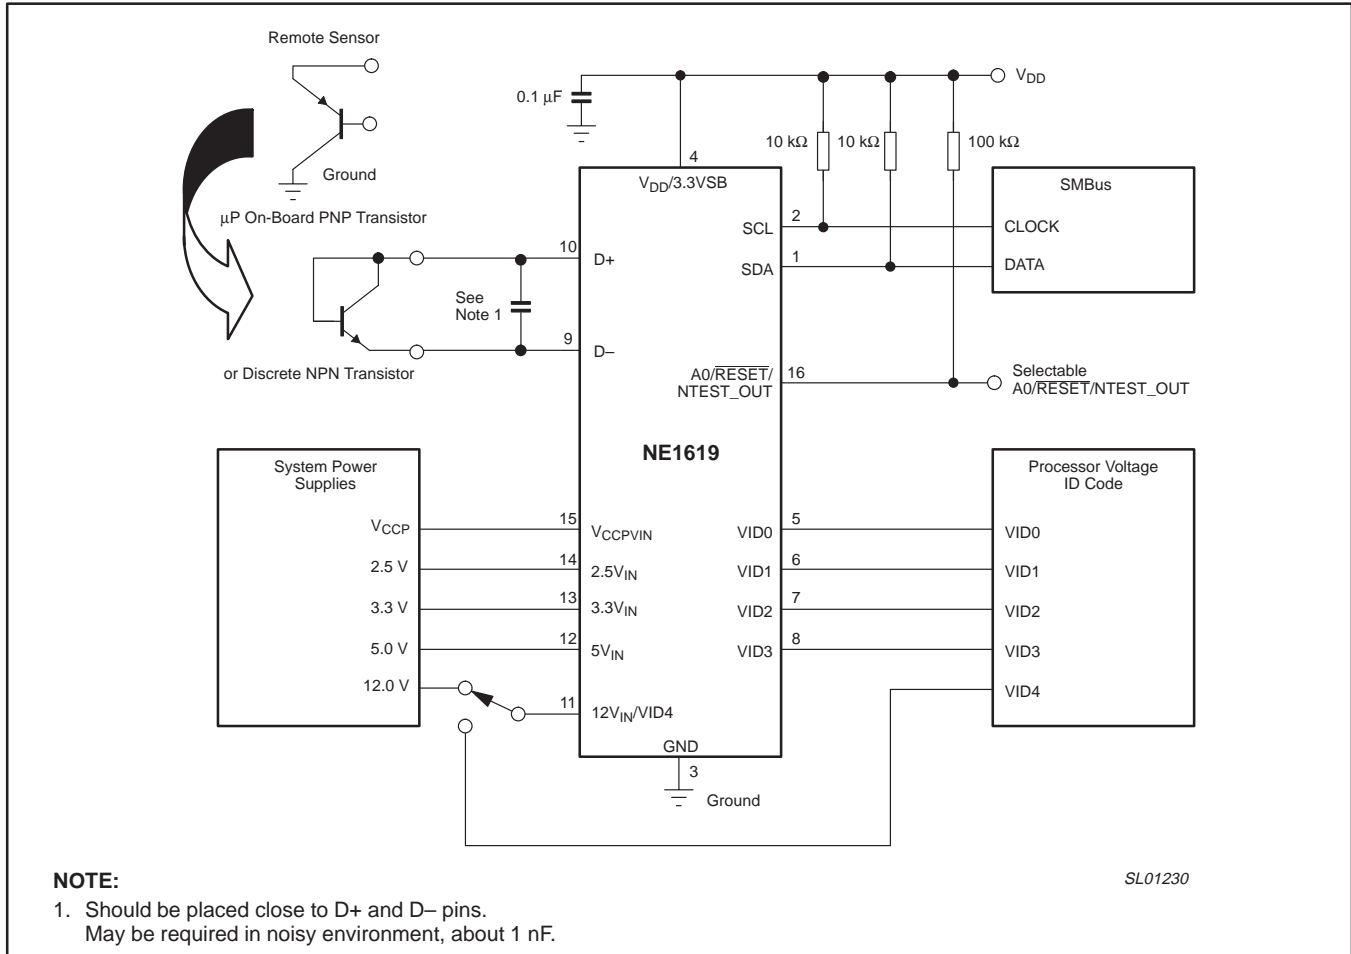 Remote Sensor
Ground
μP On-Board PNP Transistor
or Discrete NPN Transistor
See
Note 1
0.1 μF
VDD
10 kΩ
10 kΩ
100 kΩ
4
VDD/3.3VSB
SCL
2
SDA
1
10
D+
9
D–
A0/RESET/
NTEST_OUT
16
NE1619
SMBus
CLOCK
DATA
Selectable
A0/RESET/NTEST_OUT
System Power
Supplies
VCCP
2.5 V
3.3 V
5.0 V
12.0 V
15
VCCPVIN
14
2.5VIN
13
3.3VIN
12
5VIN
11
12VIN/VID4
VID0
5
VID1
6
VID2
7
VID3
8
GND
3
Ground
Processor Voltage
ID Code
VID0
VID1
VID2
VID3
VID4
SL01230
NOTE:
1. Should be placed close to D+ and D– pins.
May be required in noisy environment, about 1 nF.